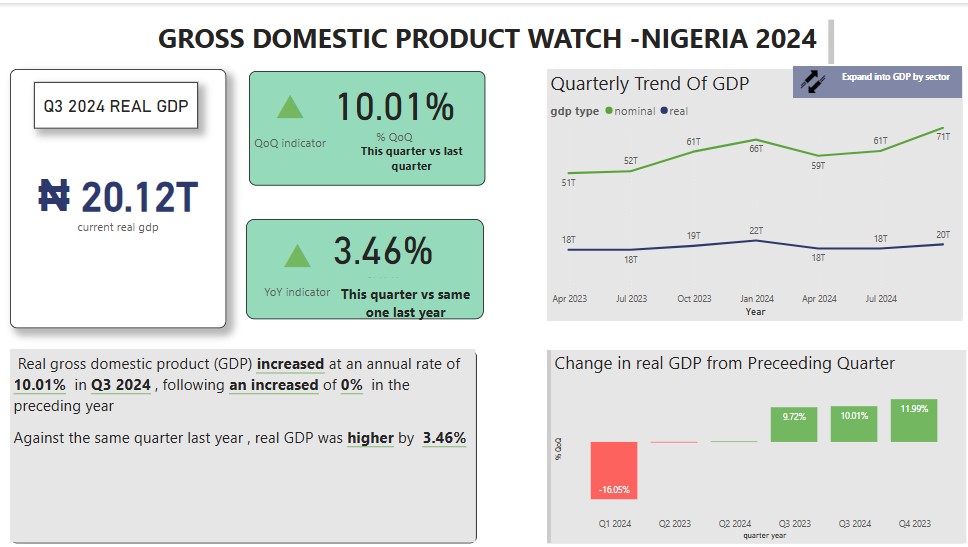 GROSS DOMESTIC PRODUCT WATCH -NIGERIA 2024
Q3 2024 REAL GDP
₦ 20.12T
current real gdp
10.01%
QoQ indicator
% QoQ
This quarter vs last
quarter
3.46%
YoY indicator
This quarter vs same
one last year
Quarterly Trend Of GDP
Expand into GDP by sector
gdp type nominal real
51T
52T
61T
66T
59T
61T
71T
18T
18T
19T
22T
18T
18T
20T
Apr 2023
Jul 2023
Oct 2023
Jan 2024
Apr 2024
Jul 2024
Year
Real gross domestic product (GDP) increased at an annual rate of
10.01% in Q3 2024 , following an increased of 0% in the
preceding year
Against the same quarter last year , real GDP was higher by 3.46%
Change in real GDP from Preceeding Quarter
% QoQ
-16.05%
9.72%
10.01%
11.99%
Q1 2024
Q2 2023
Q2 2024
Q3 2023
Q3 2024
Q4 2023
quarter year